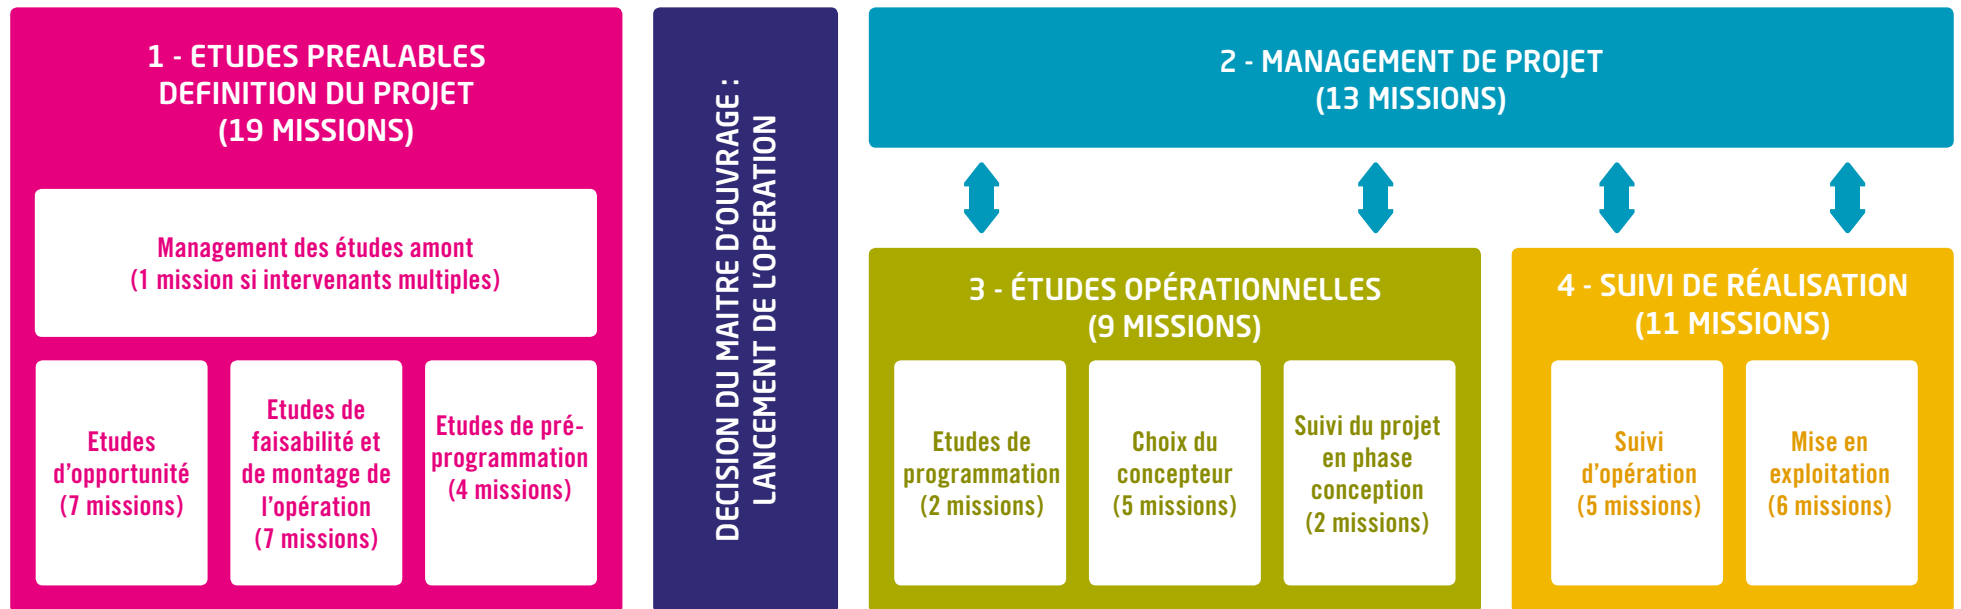 1 - ETUDES PREALABLES
DEFINITION DU PROJET
(19 MISSIONS)
Management des études amont
(1 mission si intervenants multiples)
Etudes
d’opportunité
(7 missions)
Etudes de
faisabilité et
de montage de
l’opération
(7 missions)
Etudes de pré-
programmation
(4 missions)
DECISION DU MAITRE D’OUVRAGE :
LANCEMENT DE L’OPERATION
2 - MANAGEMENT DE PROJET
(13 MISSIONS)
3 - ÉTUDES OPÉRATIONNELLES
(9 MISSIONS)
Etudes de
programmation
(2 missions)
Choix du
concepteur
(5 missions)
Suivi du projet
en phase
conception
(2 missions)
4 - SUIVI DE RÉALISATION
(11 MISSIONS)
Suivi
d’opération
(5 missions)
Mise en
exploitation
(6 missions)